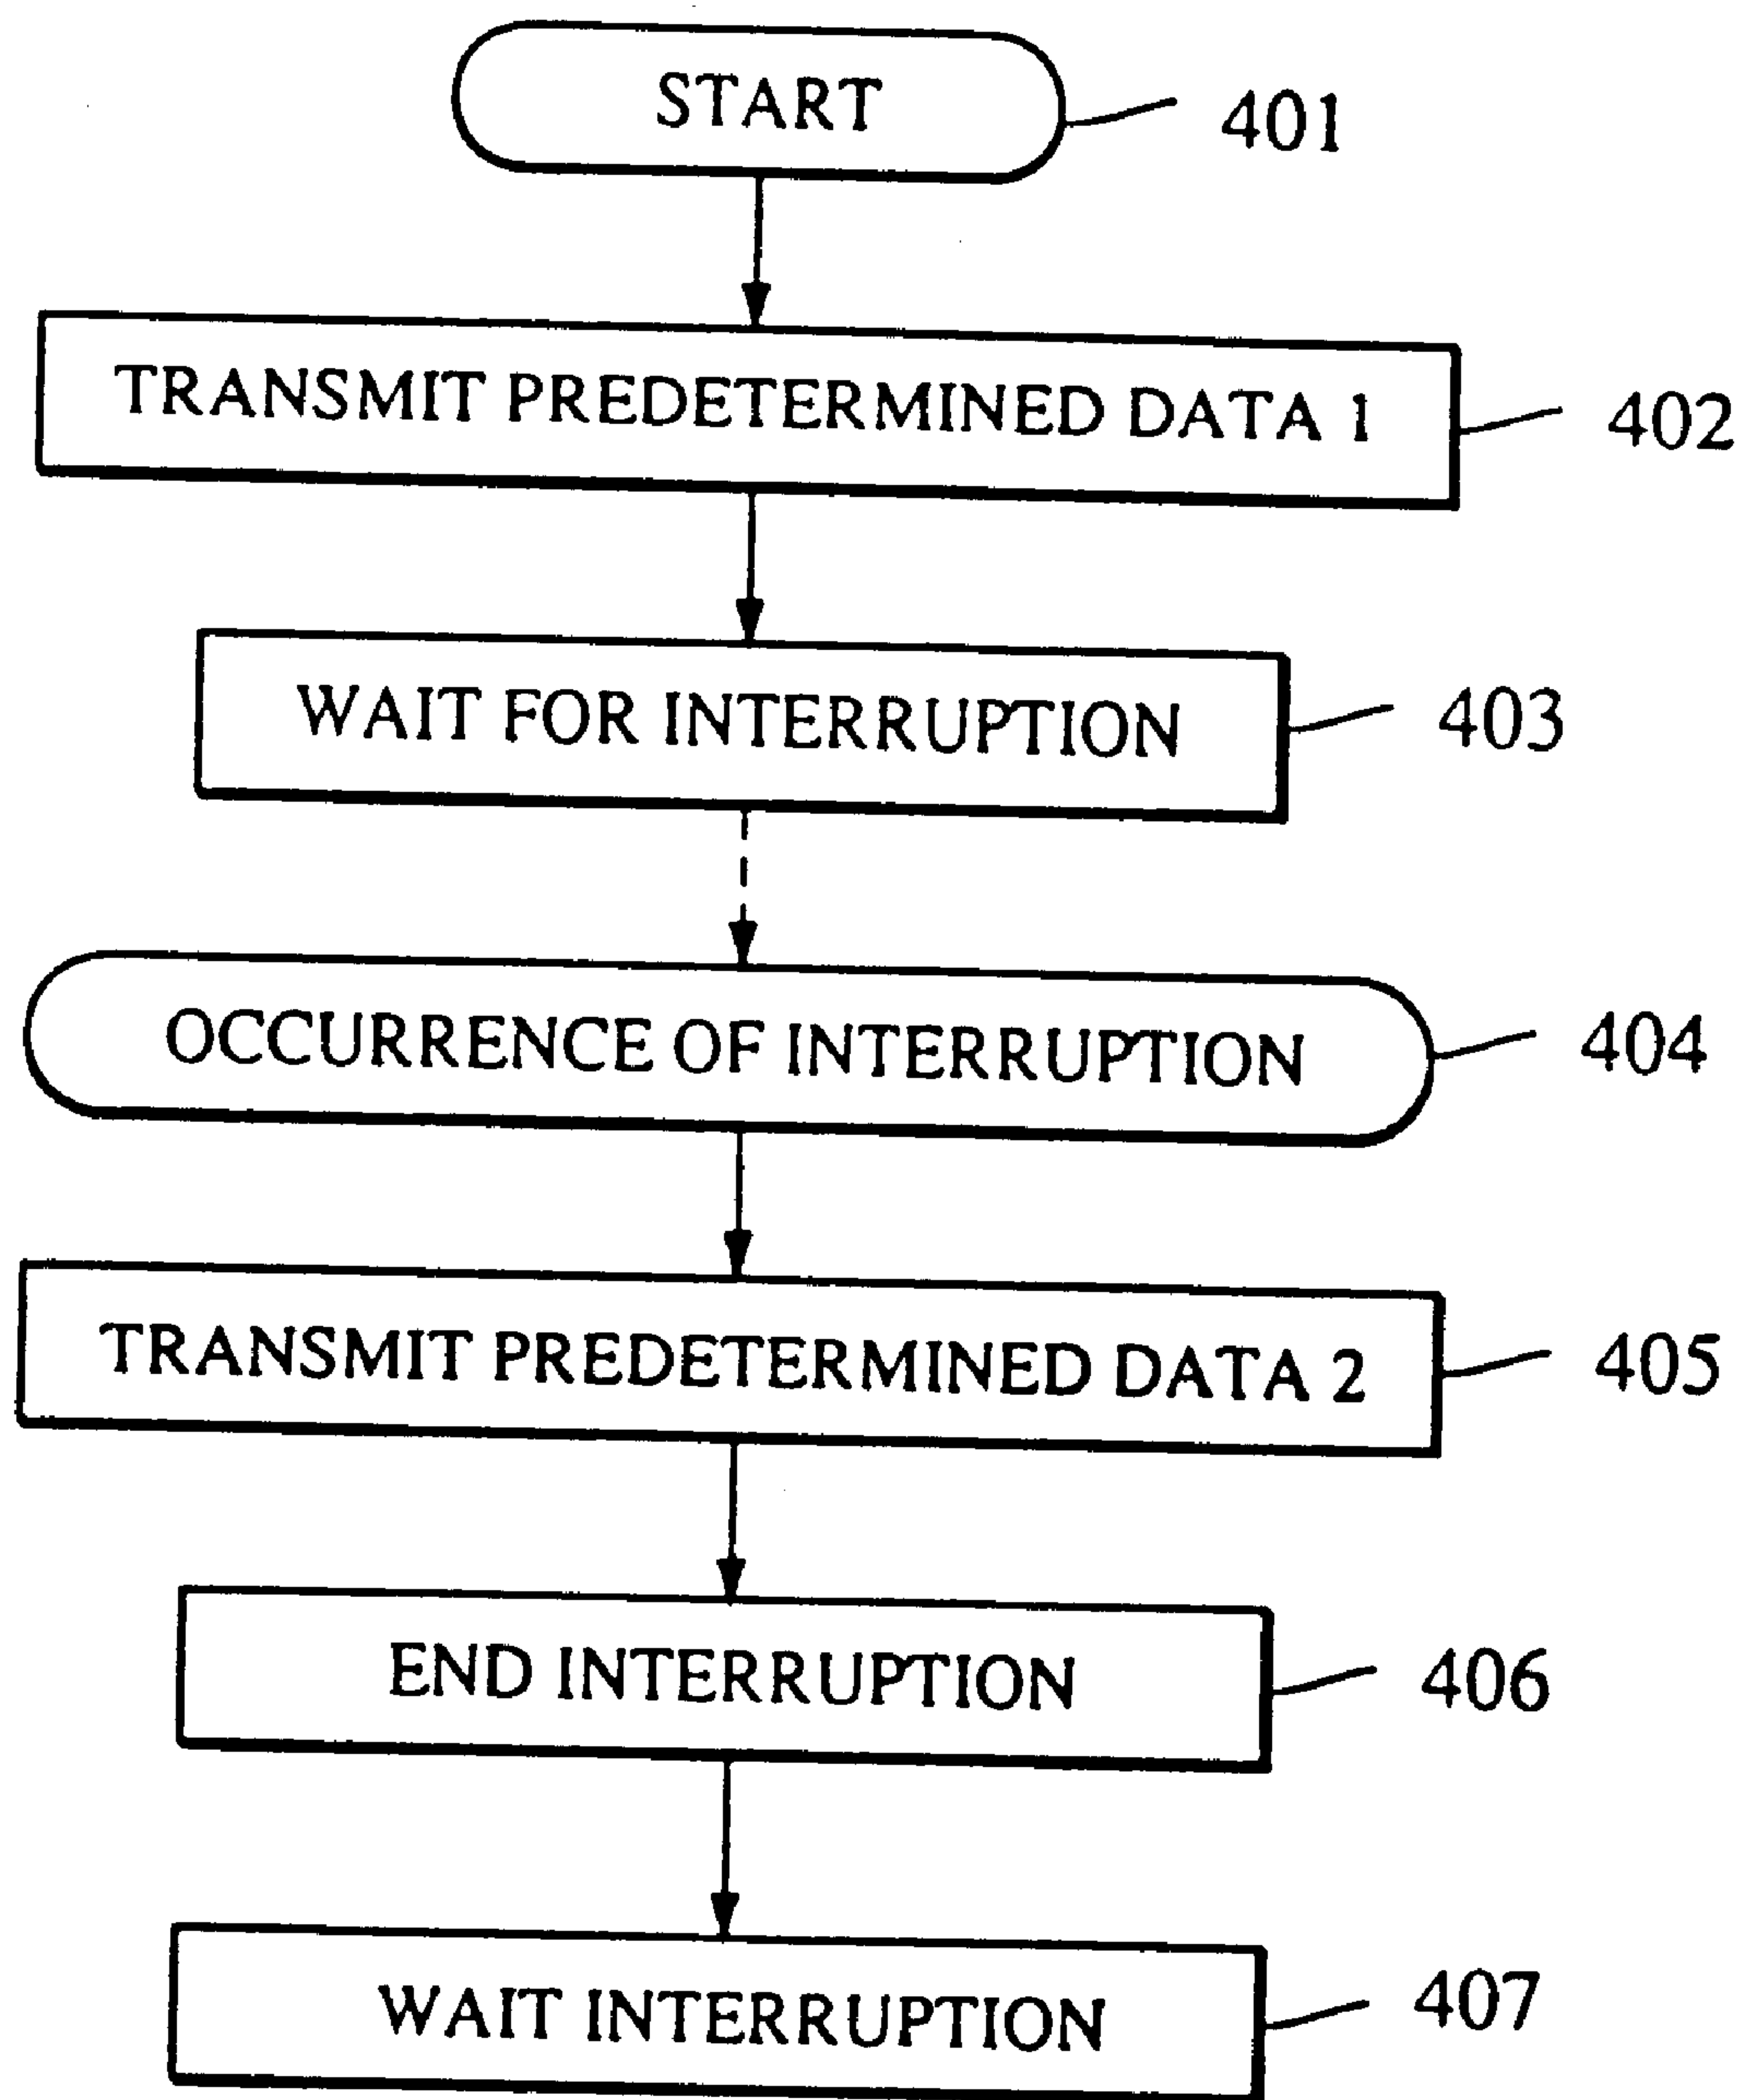 START 401
TRANSMIT PREDETERMINED DATA 1 402
WAIT FOR INTERRUPTION 403
OCCURRENCE OF INTERRUPTION 404
TRANSMIT PREDETERMINED DATA 2 405
END INTERRUPTION 406
WAIT INTERRUPTION 407